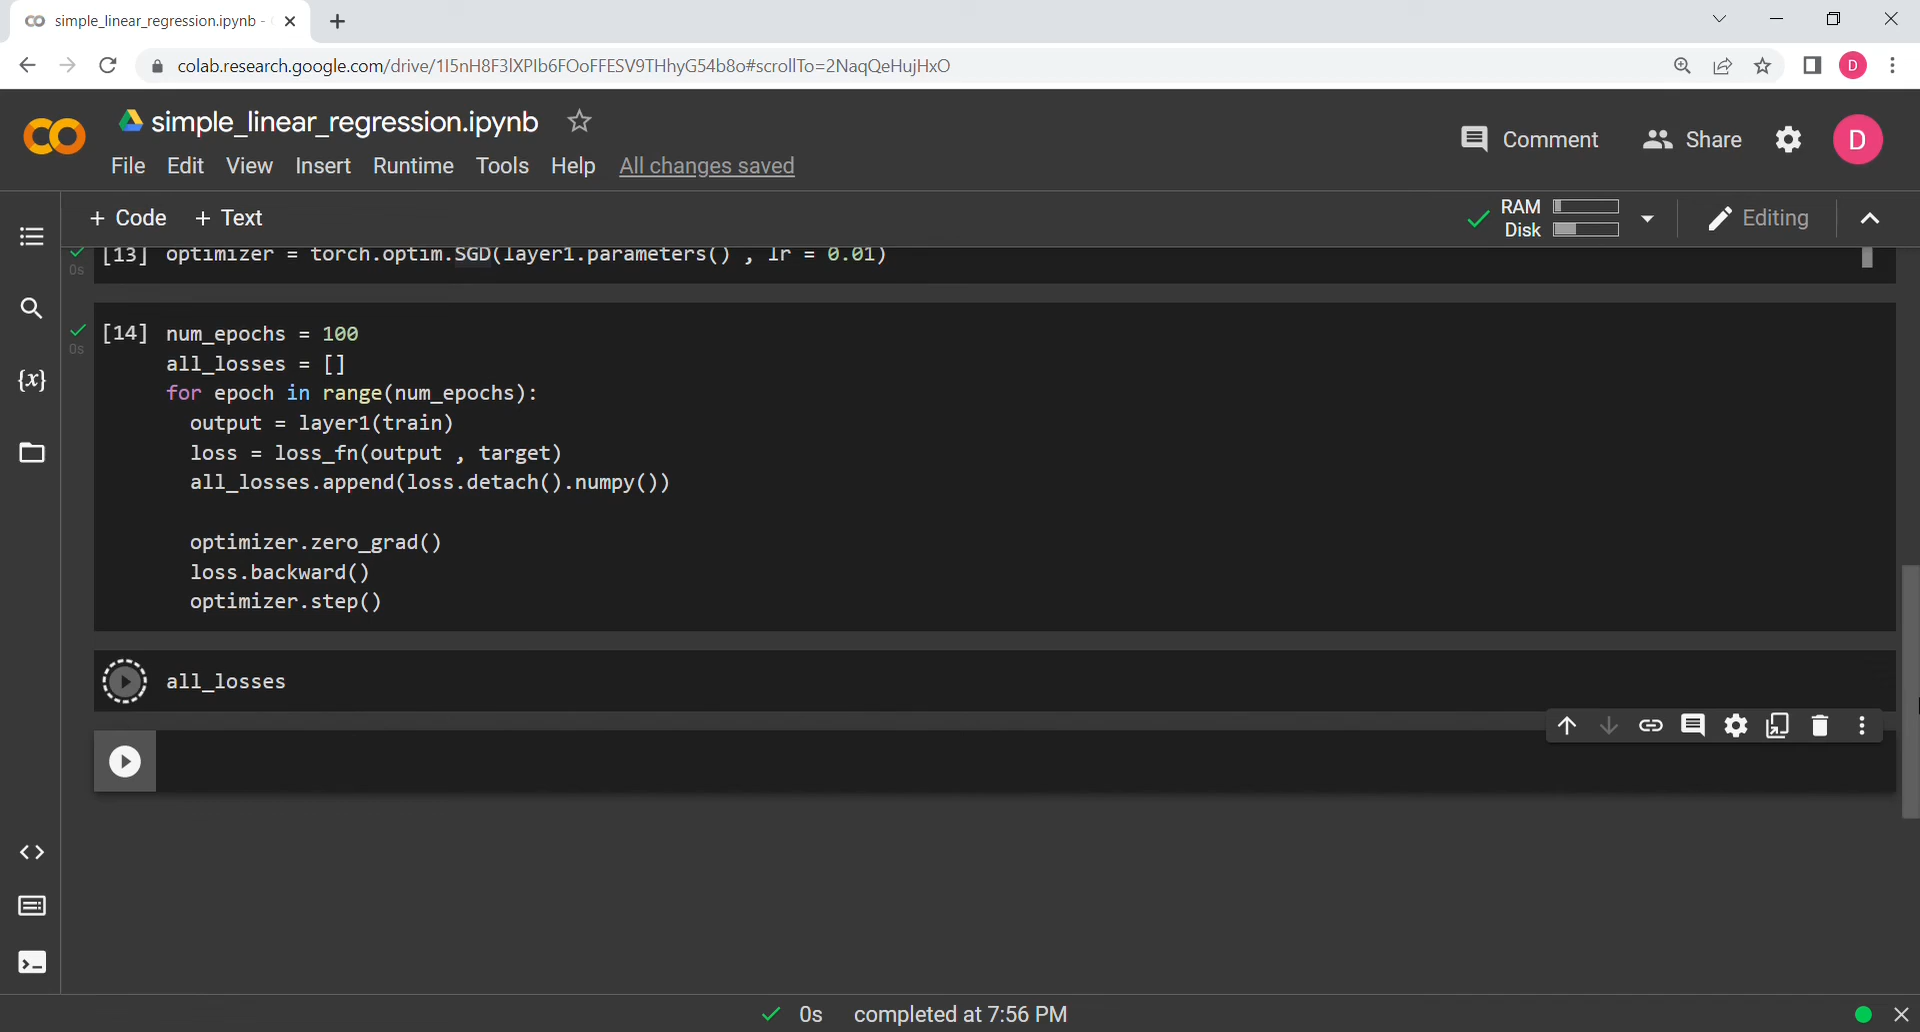 simple_linear_regression.ipynb -
colab.research.google.com/drive/1I5nH8F3lXPIb6FOoFFESV9THhyG54b8o#scrollTo=2NaqQeHujHxO
D
simple_linear_regression.ipynb
Comment
Share
D
File Edit View Insert Runtime Tools Help All changes saved
+ Code + Text
RAM
Disk
Editing
0s
[13] optimizer = torch.optim.SGD(layer1.parameters() , lr = 0.01)
0s
[14] num_epochs = 100
all_losses = []
for epoch in range(num_epochs):
output = layer1(train)
loss = loss_fn(output , target)
all_losses.append(loss.detach().numpy())
optimizer.zero_grad()
loss.backward()
optimizer.step()
all_losses
{x}
0s completed at 7:56 PM